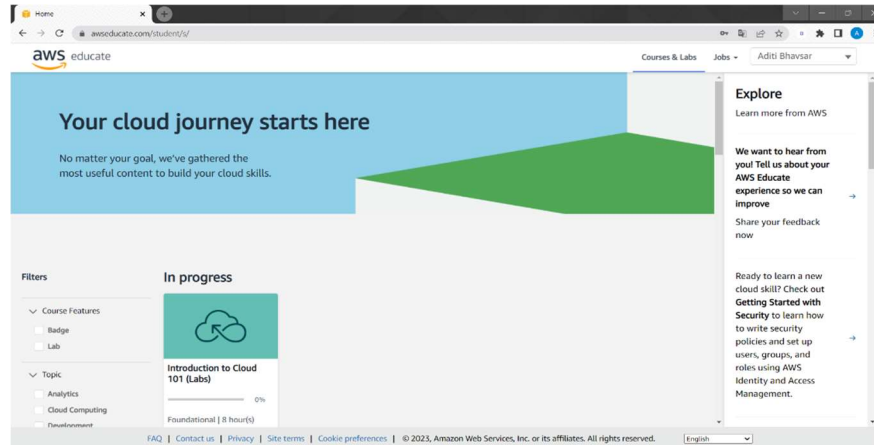 Home
awseducate.com/student/s/
aws educate
Courses & Labs
Jobs
Aditi Bhavsar
A
Your cloud journey starts here
No matter your goal, we've gathered the
most useful content to build your cloud skills.
Filters
Course Features
Badge
Lab
Topic
Analytics
Cloud Computing
Development
In progress
Introduction to Cloud
101 (Labs)
0%
Foundational | 8 hour(s)
Explore
Learn more from AWS
We want to hear from
you! Tell us about your
AWS Educate
experience so we can
improve
Share your feedback
now
Ready to learn a new
cloud skill? Check out
Getting Started with
Security to learn how
to write security
policies and set up
users, groups, and
roles using AWS
Identity and Access
Management.
FAQ | Contact us | Privacy | Site terms | Cookie preferences | © 2023, Amazon Web Services, Inc. or its affiliates. All rights reserved.
English